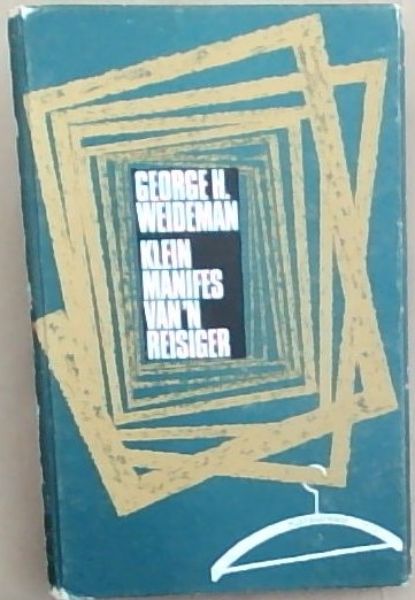 GEORGE H.
WEIDEMAN
KLEIN
MANIFES
VAN 'N
REISIGER